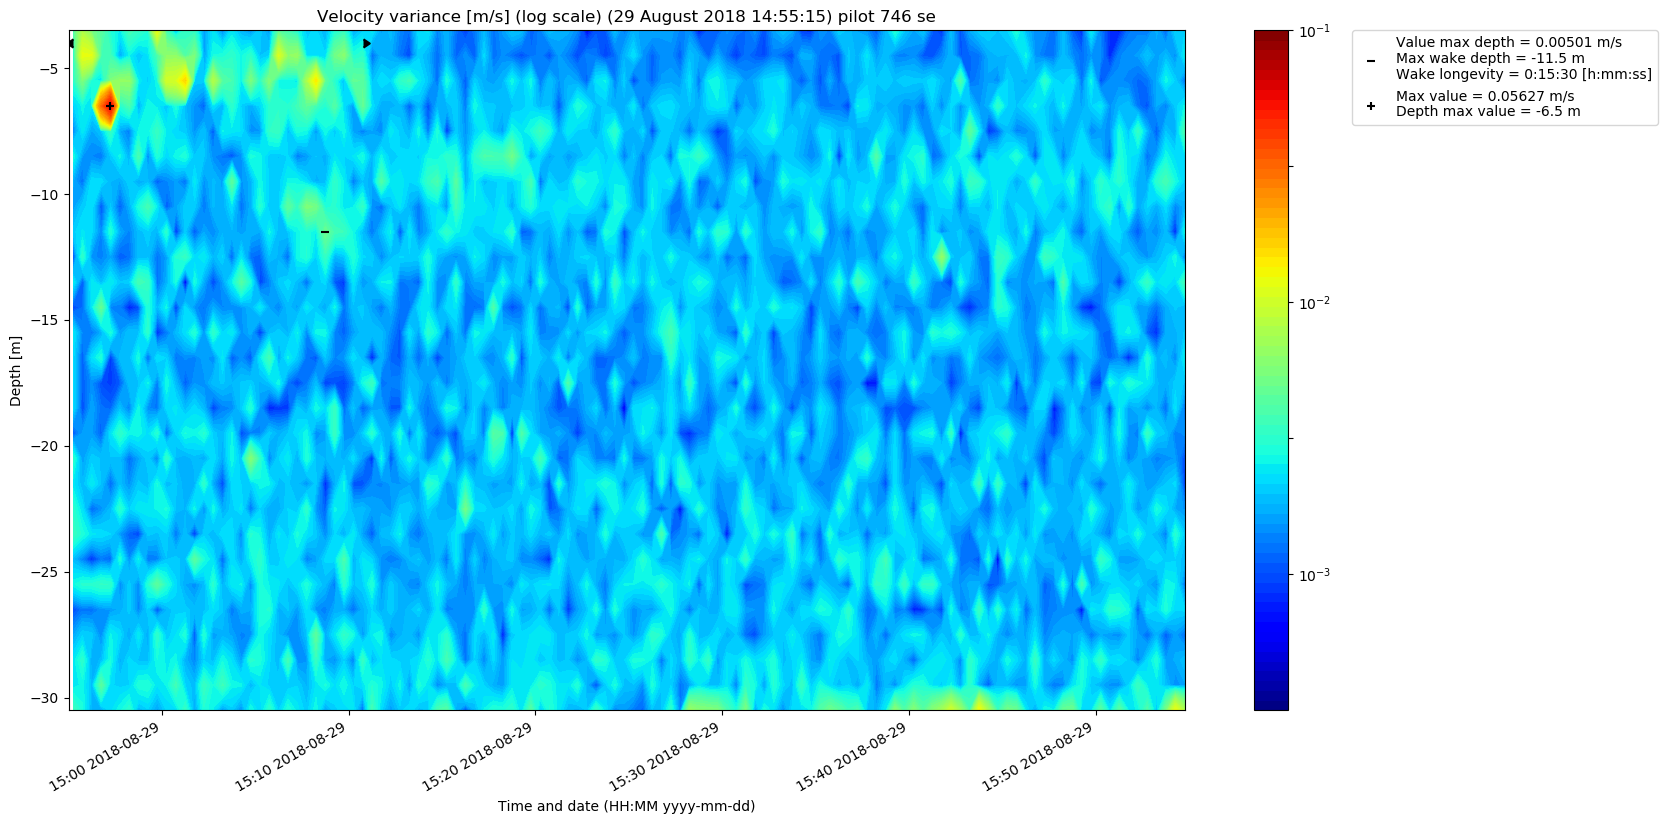 Velocity variance [m/s] (log scale) (29 August 2018 14:55:15) pilot 746 se
Value max depth = 0.00501 m/s
Max wake depth = -11.5 m
Wake longevity = 0:15:30 [h:mm:ss]
Max value = 0.05627 m/s
Depth max value = -6.5 m
Depth [m]
−5
−10
−15
−20
−25
−30
10⁻¹
10⁻²
10⁻³
15:00 2018-08-29
15:10 2018-08-29
15:20 2018-08-29
15:30 2018-08-29
15:40 2018-08-29
15:50 2018-08-29
Time and date (HH:MM yyyy-mm-dd)